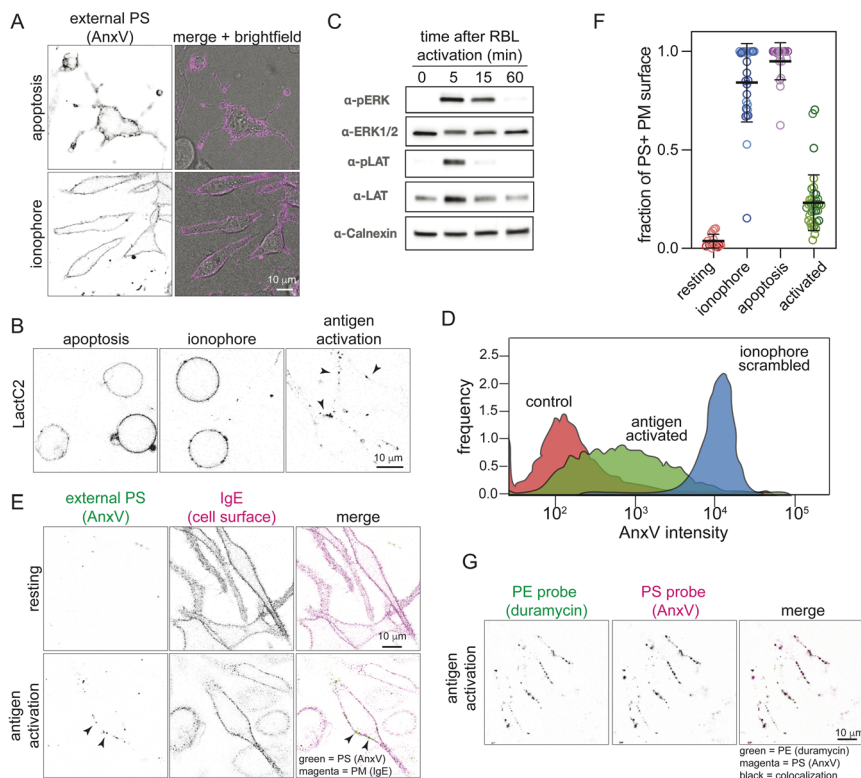 A
external PS
(AnxV)
merge + brightfield
apoptosis
ionophore
10 μm
B
apoptosis
ionophore
antigen
activation
LactC2
10 μm
C
time after RBL
activation (min)
0 5 15 60
α-pERK
α-ERK1/2
α-pLAT
α-LAT
α-Calnexin
F
fraction of PS+ PM surface
1.0
0.5
0.0
resting
ionophore
apoptosis
activated
D
frequency
2.5
2.0
1.5
1.0
0.5
0.0
control
antigen
activated
ionophore
scrambled
10² 10³ 10⁴ 10⁵
AnxV intensity
E
external PS
(AnxV)
IgE
(cell surface)
merge
resting
10 μm
antigen
activation
green = PS (AnxV)
magenta = PM (IgE)
G
PE probe
(duramycin)
PS probe
(AnxV)
merge
antigen
activation
10 μm
green = PE (duramycin)
magenta = PS (AnxV)
black = colocalization